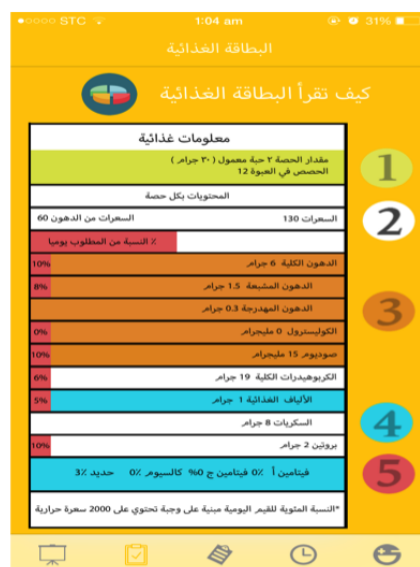 STC 1:04 am 31%
البطاقة الغذائية
كيف تقرأ البطاقة الغذائية
معلومات غذائية
مقدار الحصة ٢ حبة معمول ( ٣٠ جرام )
الحصص في العبوة 12
1
المحتويات بكل حصة
السعرات 130 السعرات من الدهون 60
2
٪ النسبة من المطلوب يوميا
الدهون الكلية 6 جرام 10%
الدهون المشبعة 1.5 جرام 8%
الدهون المهدرجة 0.3 جرام
3
الكوليسترول 0 مليجرام 0%
صوديوم 15 مليجرام 10%
الكربوهيدرات الكلية 19 جرام 6%
الألياف الغذائية 1 جرام 5%
السكريات 8 جرام
4
بروتين 2 جرام 10%
فيتامين أ 0٪ فيتامين ج 0% كالسيوم 0٪ حديد 3٪
5
*النسبة المئوية للقيم اليومية مبنية على وجبة تحتوي على 2000 سعرة حرارية